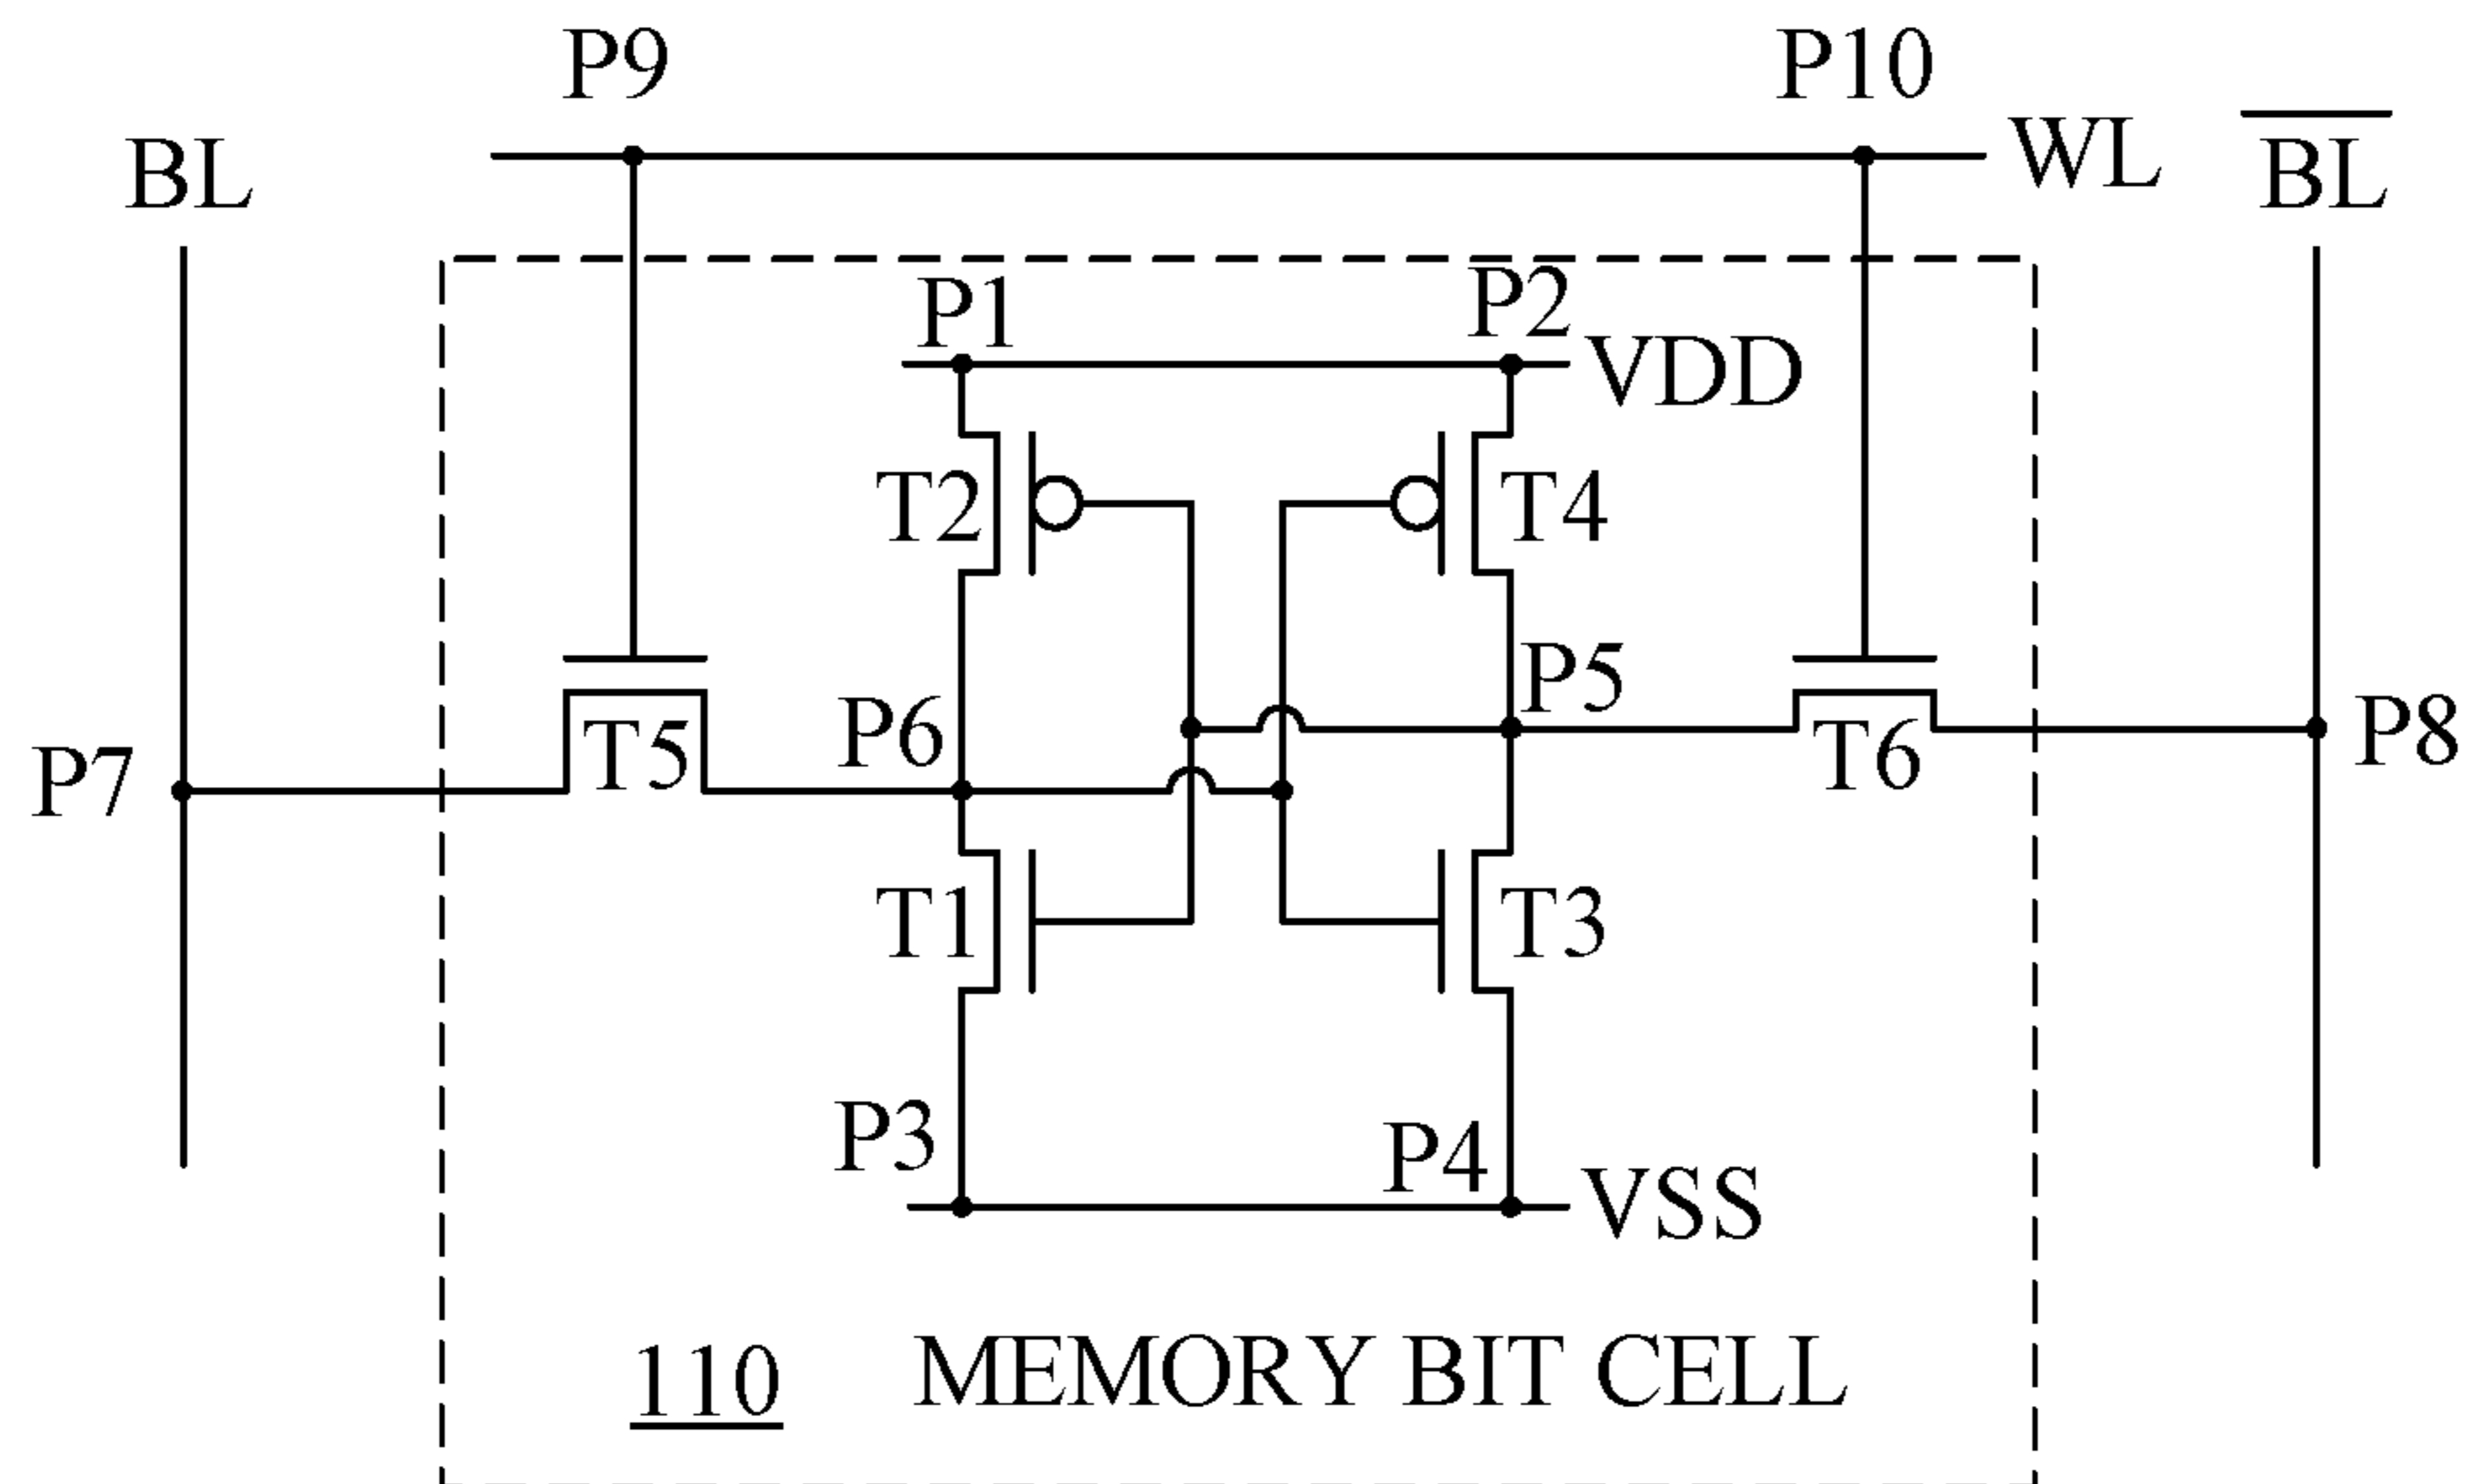 P9
P10
BL
WL
B̅L̅
P1
P2
VDD
T2
T4
P5
P6
T5
T6
P7
P8
T1
T3
P3
P4
VSS
110 MEMORY BIT CELL